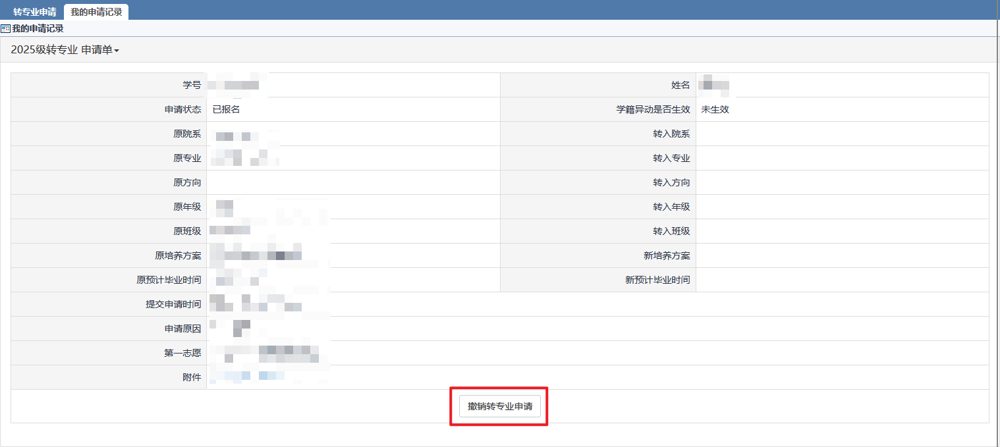 转专业申请 我的申请记录
我的申请记录
2025级转专业 申请单
学号 姓名
申请状态 已报名 学籍异动是否生效 未生效
原院系 转入院系
原专业 转入专业
原方向 转入方向
原年级 转入年级
原班级 转入班级
原培养方案 新培养方案
原预计毕业时间 新预计毕业时间
提交申请时间
申请原因
第一志愿
附件
撤销转专业申请